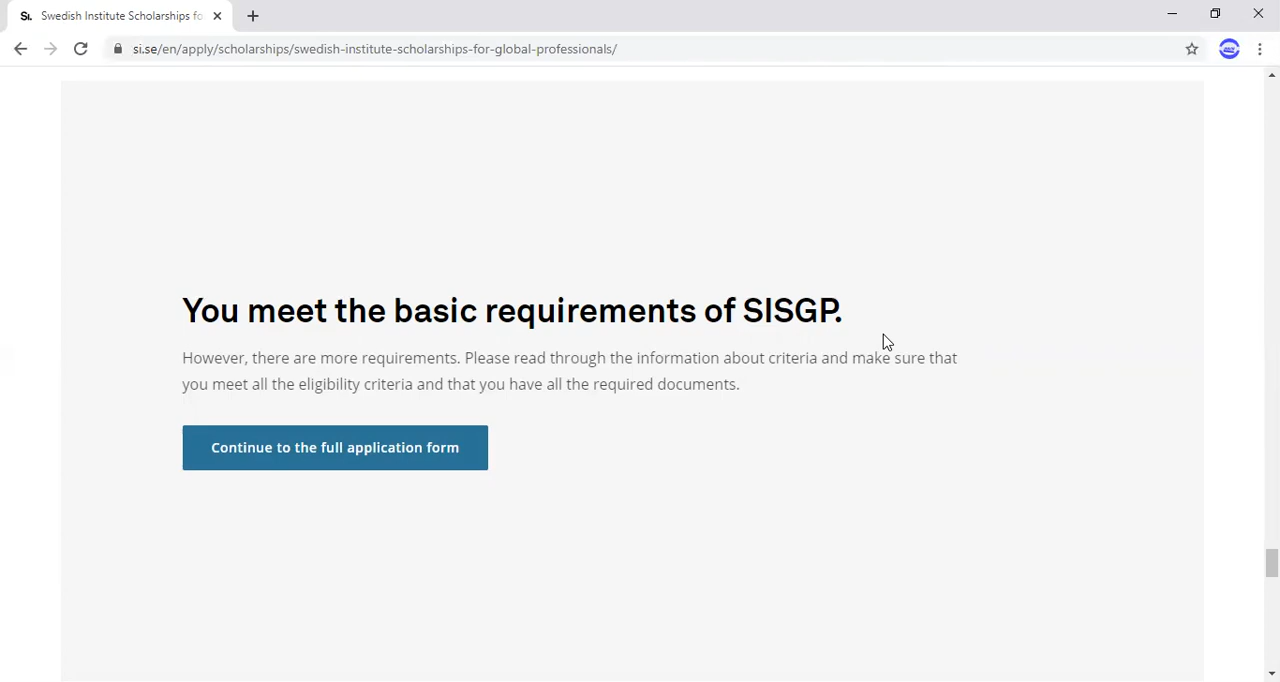 Si. Swedish Institute Scholarships fo
si.se/en/apply/scholarships/swedish-institute-scholarships-for-global-professionals/
You meet the basic requirements of SISGP.
However, there are more requirements. Please read through the information about criteria and make sure that
you meet all the eligibility criteria and that you have all the required documents.
Continue to the full application form